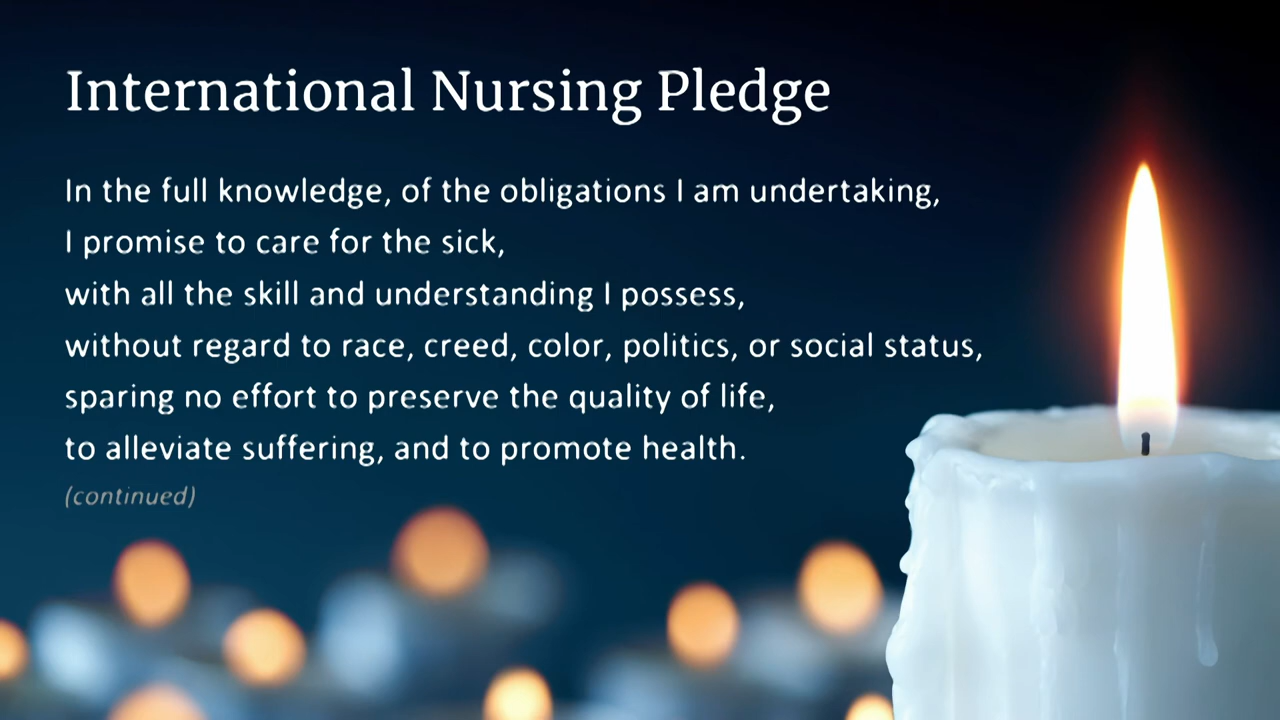 International Nursing Pledge
In the full knowledge, of the obligations I am undertaking,
I promise to care for the sick,
with all the skill and understanding I possess,
without regard to race, creed, color, politics, or social status,
sparing no effort to preserve the quality of life,
to alleviate suffering, and to promote health.
(continued)